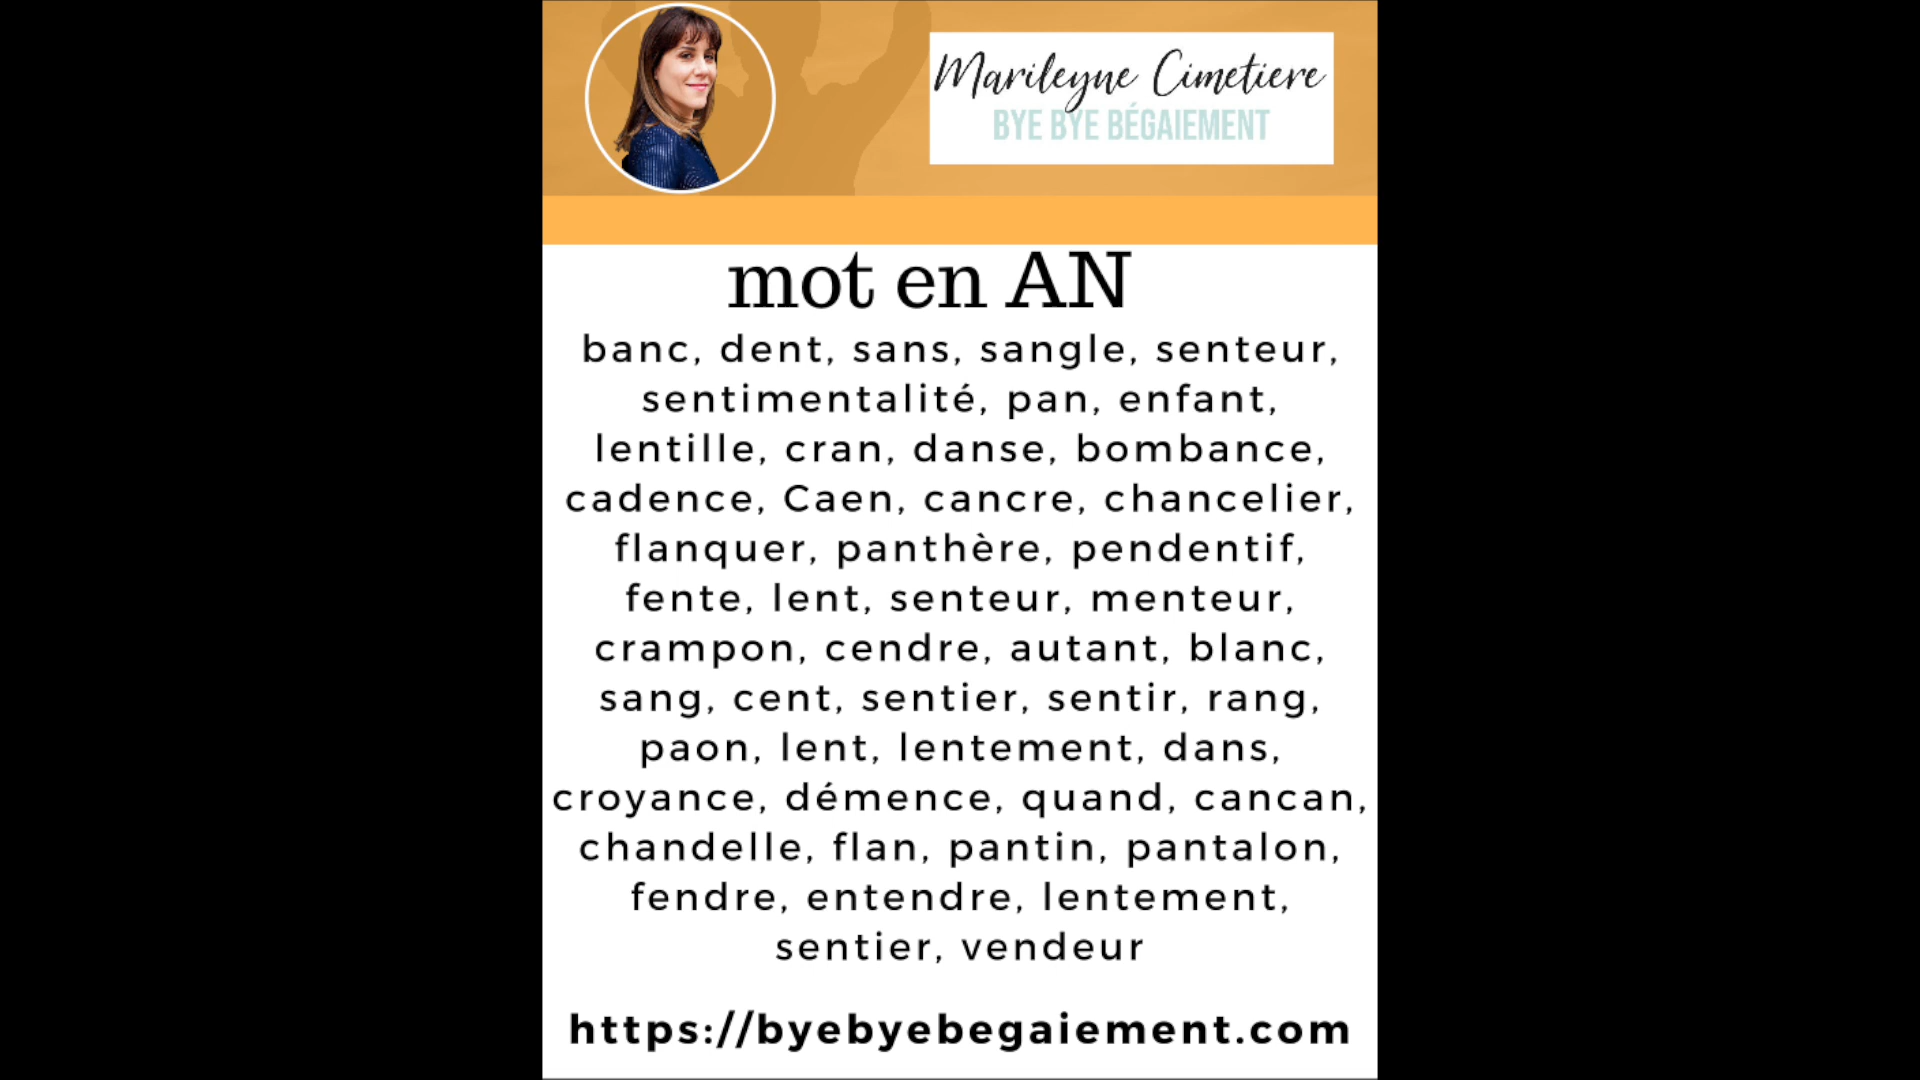 Marileyne Cimetiere
BYE BYE BÉGAIEMENT
mot en AN
banc, dent, sans, sangle, senteur,
sentimentalité, pan, enfant,
lentille, cran, danse, bombance,
cadence, Caen, cancre, chancelier,
flanquer, panthère, pendentif,
fente, lent, senteur, menteur,
crampon, cendre, autant, blanc,
sang, cent, sentier, sentir, rang,
paon, lent, lentement, dans,
croyance, démence, quand, cancan,
chandelle, flan, pantin, pantalon,
fendre, entendre, lentement,
sentier, vendeur
https://byebyebegaiement.com